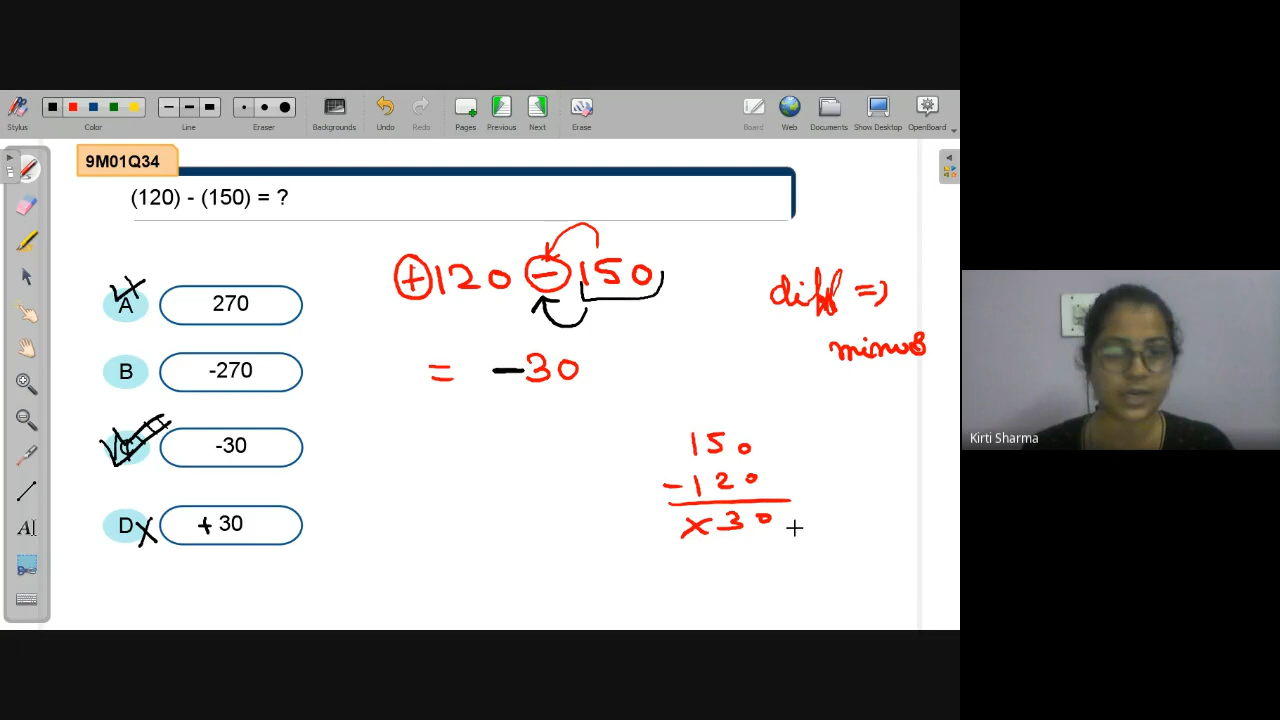 Stylus
Color
Line
Eraser
Backgrounds
Undo
Redo
Pages
Previous
Next
Erase
Board
Web
Documents
Show Desktop
OpenBoard
9M01Q34
(120) - (150) = ?
+120 - 150
diff =>
minus
A 270
= -30
B -270
C -30
150
-120
x30
D +30
Kirti Sharma